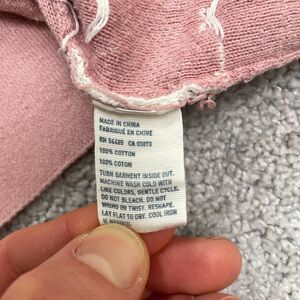 MADE IN CHINA
FABRIQUÉ EN CHINE
RN 54485 CA 03873
100% COTTON
100% COTON
TURN GARMENT INSIDE OUT.
MACHINE WASH COLD WITH
LIKE COLORS, GENTLE CYCLE.
DO NOT BLEACH. DO NOT
WRING OR TWIST. RESHAPE.
LAY FLAT TO DRY. COOL IRON